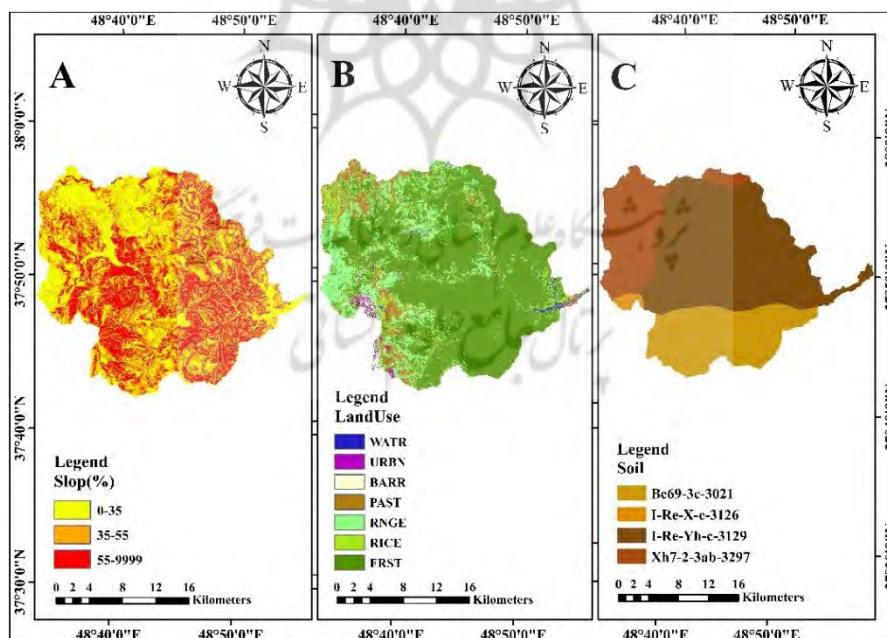 48°40'0"E 48°50'0"E 48°40'0"E 48°50'0"E 48°40'0"E 48°50'0"E
A
N
W E
S
B
N
W E
S
C
N
W E
S
38°0'0"N
37°50'0"N
37°40'0"N
37°30'0"N
Legend
Slop(%)
0-35
35-55
55-9999
0 2 4 8 12 16
Kilometers
Legend
LandUse
WATR
URBN
BARR
PAST
RNGE
RICE
FRST
0 2 4 8 12 16
Kilometers
Legend
Soil
Be69-3c-3021
I-Re-X-c-3126
I-Re-Yh-c-3129
Xh7-2-3ab-3297
0 2 4 8 12 16
Kilometers
48°40'0"E 48°50'0"E 48°40'0"E 48°50'0"E 48°40'0"E 48°50'0"E
پرتال جامع علوم انسانی